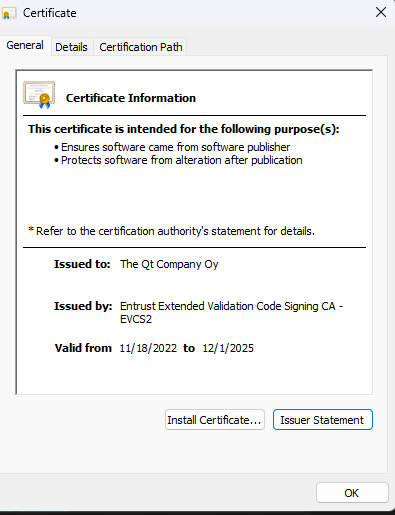 Certificate
General Details Certification Path
Certificate Information
This certificate is intended for the following purpose(s):
• Ensures software came from software publisher
• Protects software from alteration after publication
* Refer to the certification authority's statement for details.
Issued to: The Qt Company Oy
Issued by: Entrust Extended Validation Code Signing CA -
EVCS2
Valid from 11/18/2022 to 12/1/2025
Install Certificate... Issuer Statement
OK